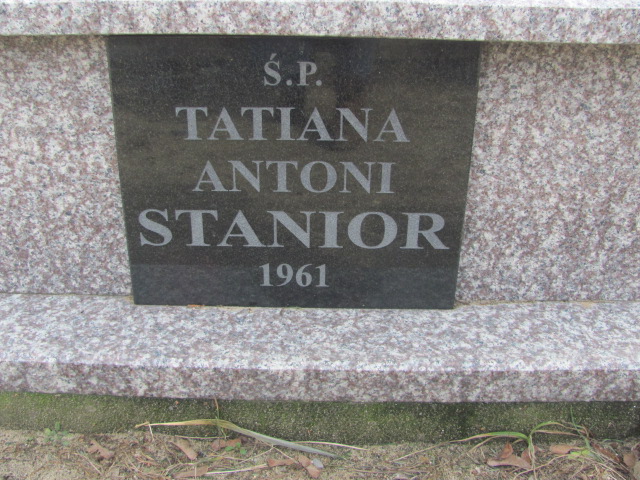 Ś.P.
TATIANA
ANTONI
STANIOR
1961